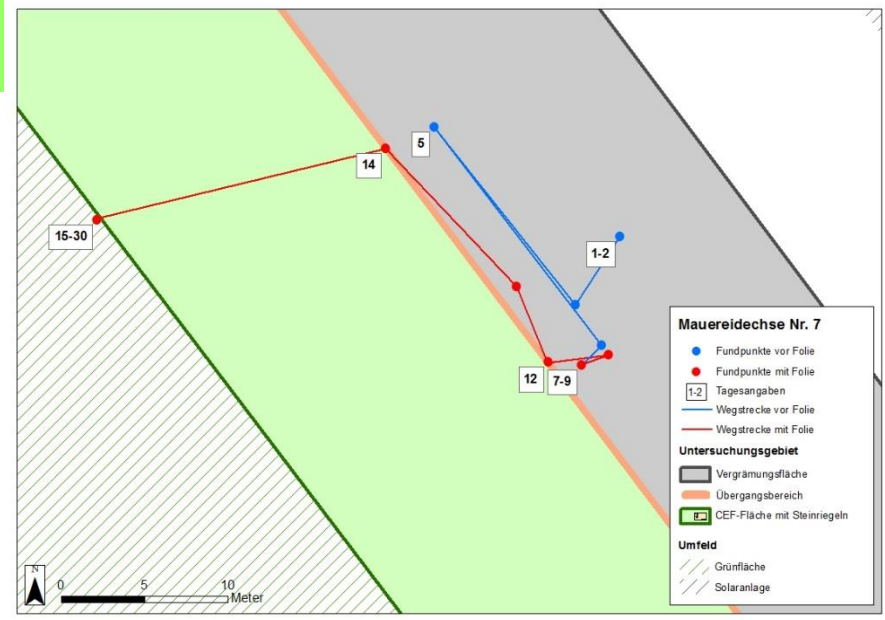 5
14
1-2
15-30
12
7-9
Mauereidechse Nr. 7
Fundpunkte vor Folie
Fundpunkte mit Folie
1-2 Tagesangaben
Wegstrecke vor Folie
Wegstrecke mit Folie
Untersuchungsgebiet
Vergrämungsfläche
Übergangsbereich
CEF-Fläche mit Steinriegeln
Umfeld
Grünfläche
Solaranlage
N
0 5 10
Meter